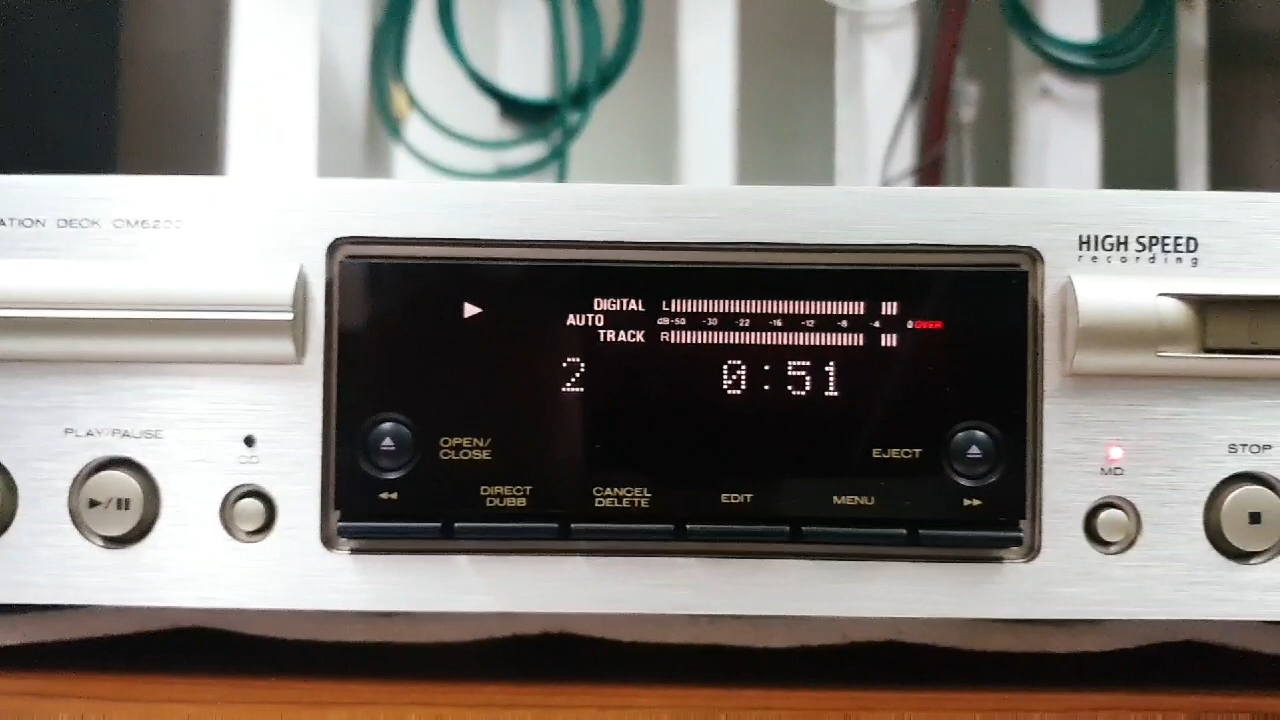 ATION DECK CM6200
HIGH SPEED
recording
DIGITAL
L
AUTO
dB -50 -30 -22 -16 -12 -8 -4 0 OVER
TRACK
R
2 0:51
PLAY/PAUSE
CD
OPEN/
CLOSE
EJECT
MD
STOP
DIRECT
DUBB
CANCEL
DELETE
EDIT
MENU